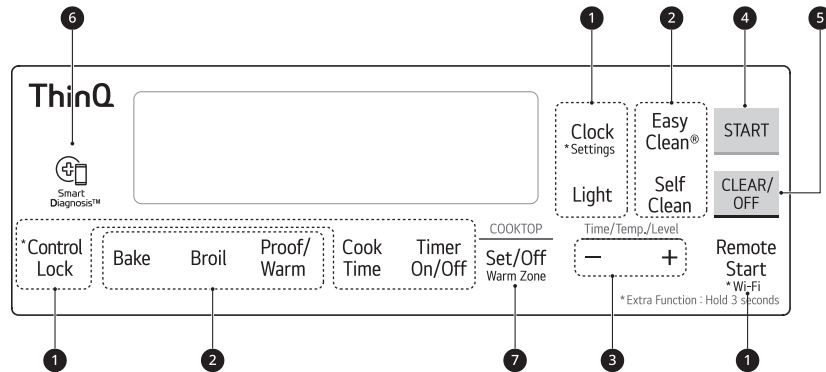 6
1
2
4
5
ThinQ
Clock
*Settings
Light
Easy
Clean®
Self
Clean
START
CLEAR/
OFF
Smart
Diagnosis™
*Control
Lock
Bake
Broil
Proof/
Warm
Cook
Time
Timer
On/Off
COOKTOP
Set/Off
Warm Zone
Time/Temp./Level
− +
Remote
Start
*Wi-Fi
*Extra Function : Hold 3 seconds
1
2
7
3
1